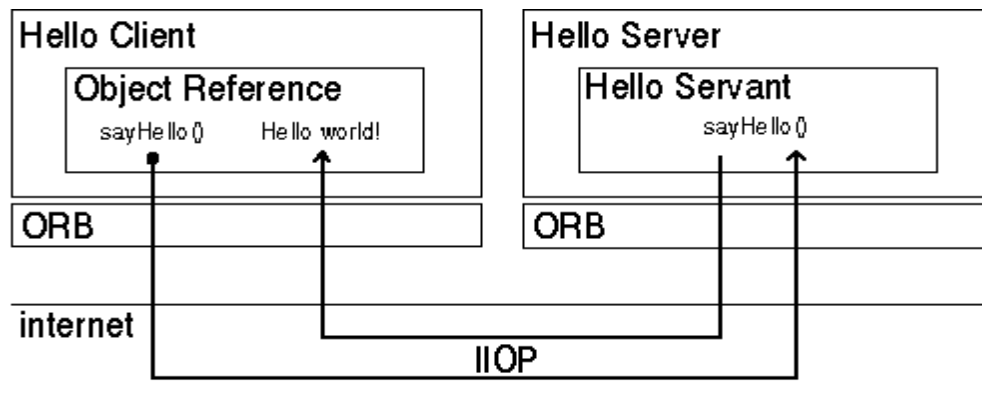 Hello Client
Object Reference
sayHello()
Hello world!
ORB
Hello Server
Hello Servant
sayHello()
ORB
internet
IIOP